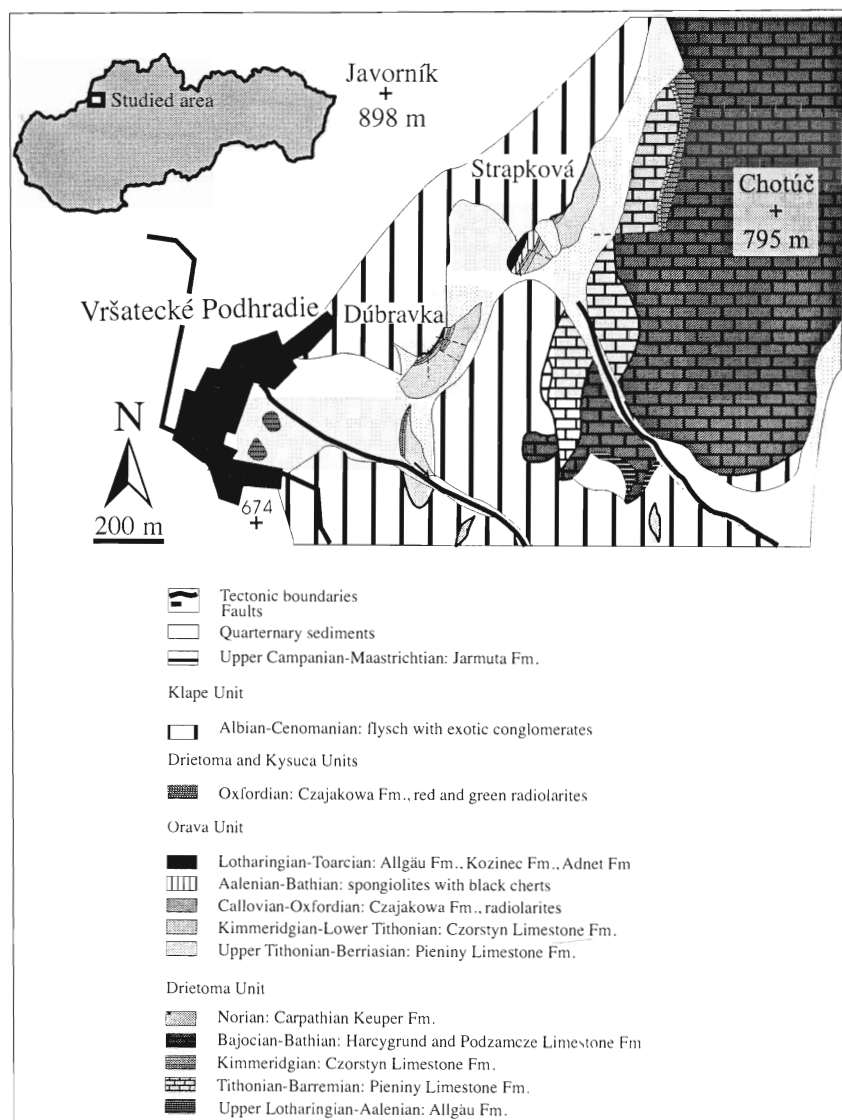 Javorník
+
898 m
Studied area
Strapková
Chotúč
+
795 m
Vršatecké Podhradie
Dúbravka
N
200 m
674
+
Tectonic boundaries
Faults
Quarternary sediments
Upper Campanian-Maastrichtian: Jarmuta Fm.
Klape Unit
Albian-Cenomanian: flysch with exotic conglomerates
Drietoma and Kysuca Units
Oxfordian: Czajakowa Fm., red and green radiolarites
Orava Unit
Lotharingian-Toarcian: Allgäu Fm., Kozinec Fm., Adnet Fm
Aalenian-Bathian: spongiolites with black cherts
Callovian-Oxfordian: Czajakowa Fm., radiolarites
Kimmeridgian-Lower Tithonian: Czorstyn Limestone Fm.
Upper Tithonian-Berriasian: Pieniny Limestone Fm.
Drietoma Unit
Norian: Carpathian Keuper Fm.
Bajocian-Bathian: Harcygrund and Podzamcze Limestone Fm
Kimmeridgian: Czorstyn Limestone Fm.
Tithonian-Barremian: Pieniny Limestone Fm.
Upper Lotharingian-Aalenian: Allgäu Fm.